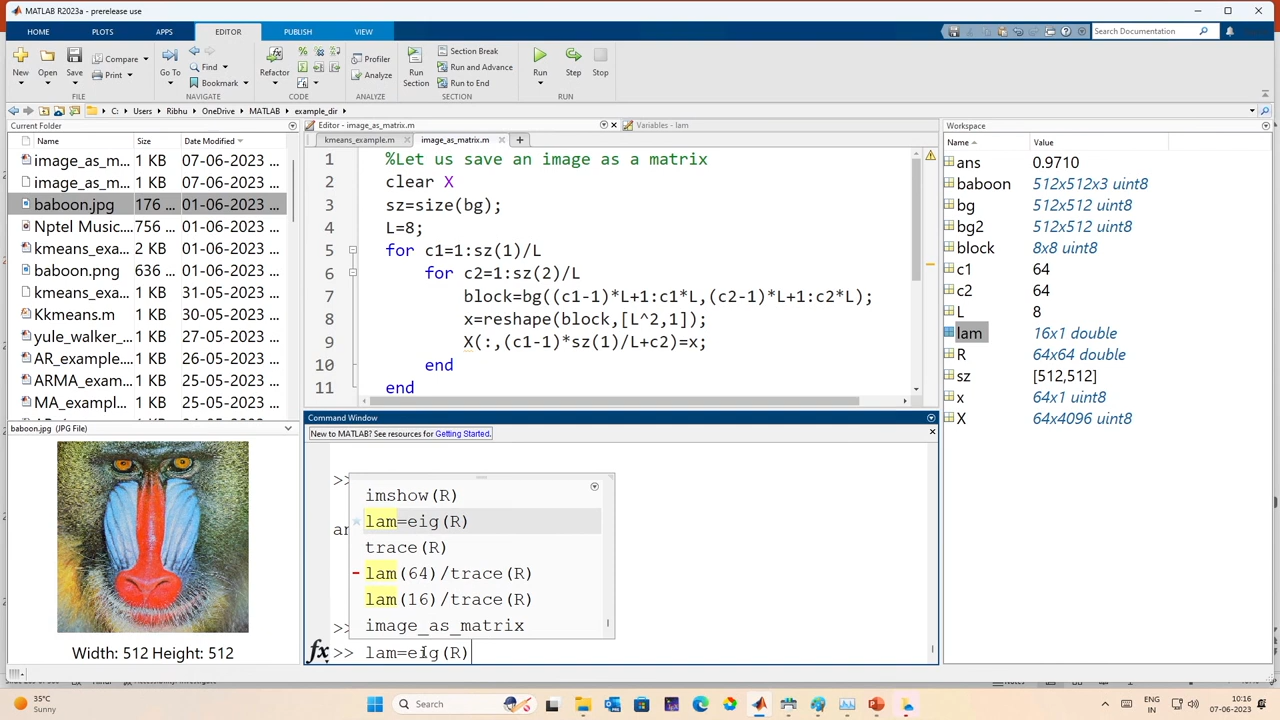 MATLAB R2023a - prerelease use
HOME PLOTS APPS EDITOR PUBLISH VIEW
Search Documentation
New Open Save Compare Print
Go To Find Bookmark
Refactor
Profiler Analyze
Run Section
Section Break
Run and Advance
Run to End
Run Step Stop
FILE NAVIGATE CODE ANALYZE SECTION RUN
C: Users Ribhu OneDrive MATLAB example_dir
Current Folder
Name Size Date Modified
image_as_m... 1 KB 07-06-2023 ...
image_as_m... 1 KB 07-06-2023 ...
baboon.jpg 176 ... 01-06-2023 ...
Nptel Music... 756 ... 01-06-2023 ...
kmeans_exa... 2 KB 01-06-2023 ...
baboon.png 636 ... 01-06-2023 ...
kmeans_exa... 1 KB 31-05-2023 ...
Kkmeans.m 1 KB 30-05-2023 ...
yule_walker_... 1 KB 27-05-2023 ...
AR_example... 1 KB 26-05-2023 ...
ARMA_exam... 1 KB 25-05-2023 ...
MA_exampl... 1 KB 25-05-2023 ...
baboon.jpg (JPG File)
Width: 512 Height: 512
Editor - image_as_matrix.m
Variables - lam
kmeans_example.m image_as_matrix.m
1 %Let us save an image as a matrix
2 clear X
3 sz=size(bg);
4 L=8;
5 for c1=1:sz(1)/L
6 for c2=1:sz(2)/L
7 block=bg((c1-1)*L+1:c1*L,(c2-1)*L+1:c2*L);
8 x=reshape(block,[L^2,1]);
9 X(:,(c1-1)*sz(1)/L+c2)=x;
10 end
11 end
Command Window
New to MATLAB? See resources for Getting Started.
>>
imshow(R)
lam=eig(R)
trace(R)
lam(64)/trace(R)
lam(16)/trace(R)
image_as_matrix
>>
fx >> lam=eig(R)
Workspace
Name Value
ans 0.9710
baboon 512x512x3 uint8
bg 512x512 uint8
bg2 512x512 uint8
block 8x8 uint8
c1 64
c2 64
L 8
lam 16x1 double
R 64x64 double
sz [512,512]
x 64x1 uint8
X 64x4096 uint8
35°C
Sunny
Search
ENG
IN
10:16
07-06-2023